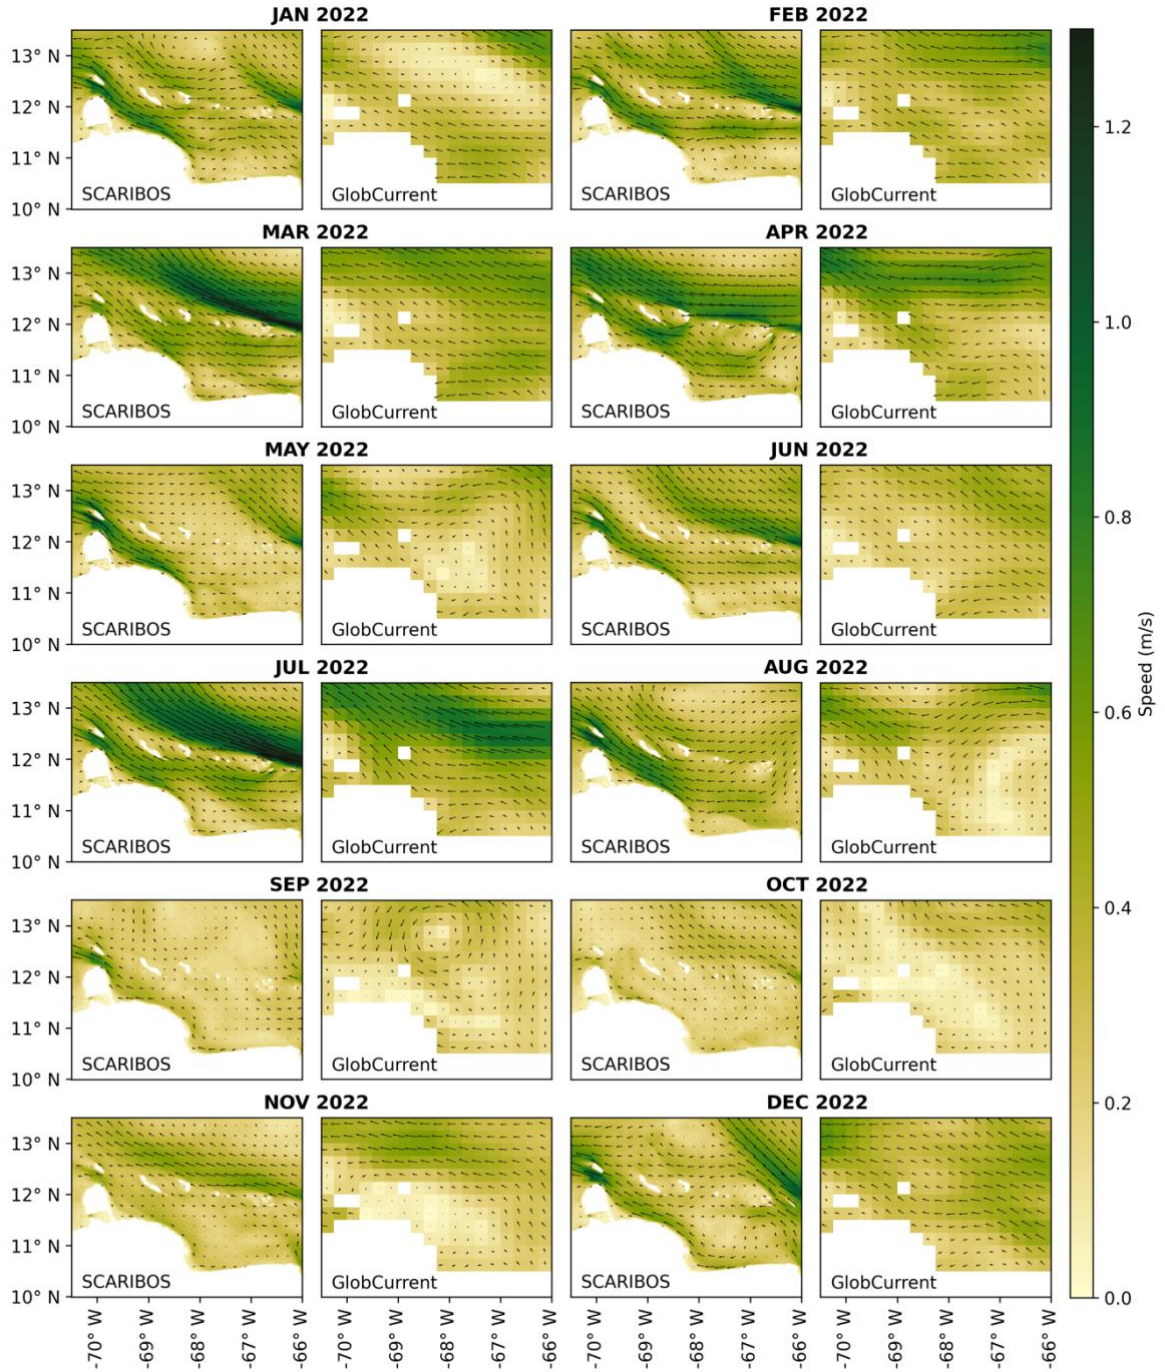 JAN 2022
FEB 2022
13° N
12° N
11° N
10° N
SCARIBOS
GlobCurrent
SCARIBOS
GlobCurrent
MAR 2022
APR 2022
13° N
12° N
11° N
10° N
SCARIBOS
GlobCurrent
SCARIBOS
GlobCurrent
MAY 2022
JUN 2022
13° N
12° N
11° N
10° N
SCARIBOS
GlobCurrent
SCARIBOS
GlobCurrent
JUL 2022
AUG 2022
13° N
12° N
11° N
10° N
SCARIBOS
GlobCurrent
SCARIBOS
GlobCurrent
SEP 2022
OCT 2022
13° N
12° N
11° N
10° N
SCARIBOS
GlobCurrent
SCARIBOS
GlobCurrent
NOV 2022
DEC 2022
13° N
12° N
11° N
10° N
SCARIBOS
GlobCurrent
SCARIBOS
GlobCurrent
-70° W
-69° W
-68° W
-67° W
-66° W
-70° W
-69° W
-68° W
-67° W
-66° W
-70° W
-69° W
-68° W
-67° W
-66° W
-70° W
-69° W
-68° W
-67° W
-66° W
1.2
1.0
0.8
0.6
0.4
0.2
0.0
Speed (m/s)